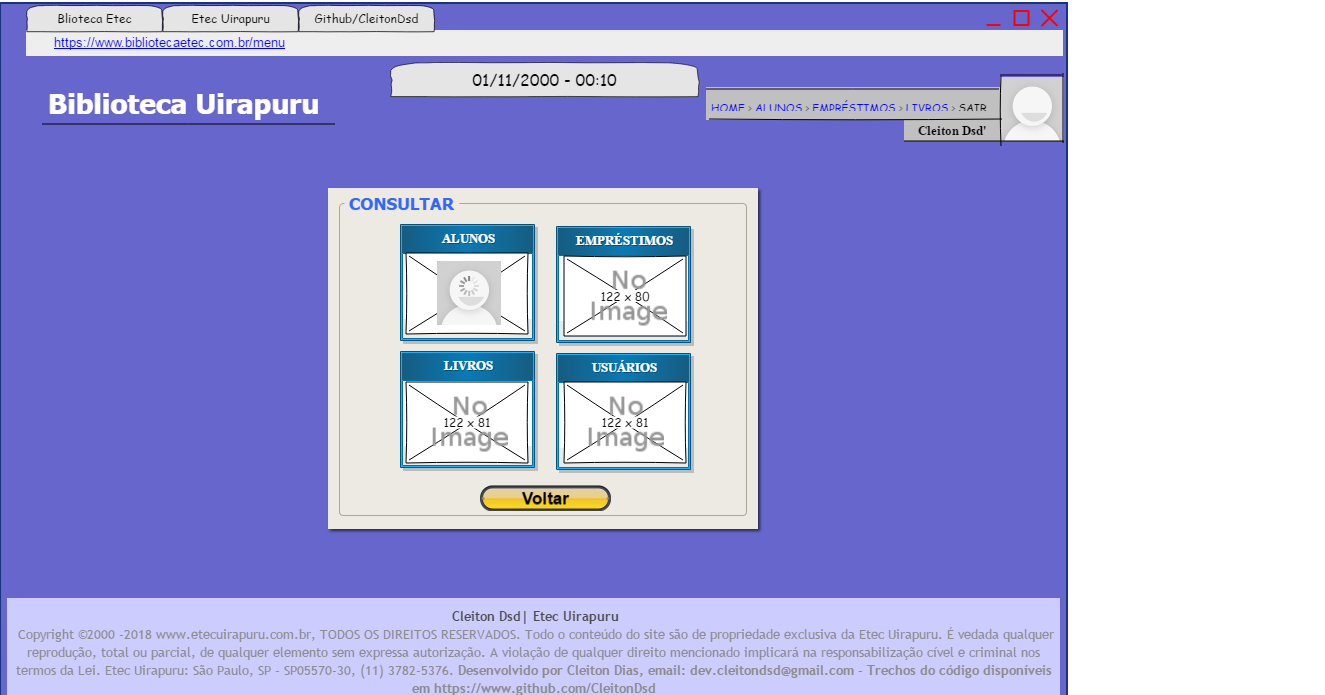 Blioteca Etec
Etec Uirapuru
Github/CleitonDsd
https://www.bibliotecaetec.com.br/menu
01/11/2000 - 00:10
Biblioteca Uirapuru
HOME > ALUNOS > EMPRÉSTIMOS > LIVROS > SAIR
Cleiton Dsd'
CONSULTAR
ALUNOS
EMPRÉSTIMOS
No
122 x 80
Image
LIVROS
USUÁRIOS
No
122 x 81
Image
No
122 x 81
Image
Voltar
Cleiton Dsd| Etec Uirapuru
Copyright ©2000 -2018 www.etecuirapuru.com.br, TODOS OS DIREITOS RESERVADOS. Todo o conteúdo do site são de propriedade exclusiva da Etec Uirapuru. É vedada qualquer
reprodução, total ou parcial, de qualquer elemento sem expressa autorização. A violação de qualquer direito mencionado implicará na responsabilização cível e criminal nos
termos da Lei. Etec Uirapuru: São Paulo, SP - SP05570-30, (11) 3782-5376. Desenvolvido por Cleiton Dias, email: dev.cleitondsd@gmail.com - Trechos do código disponíveis
em https://www.github.com/CleitonDsd